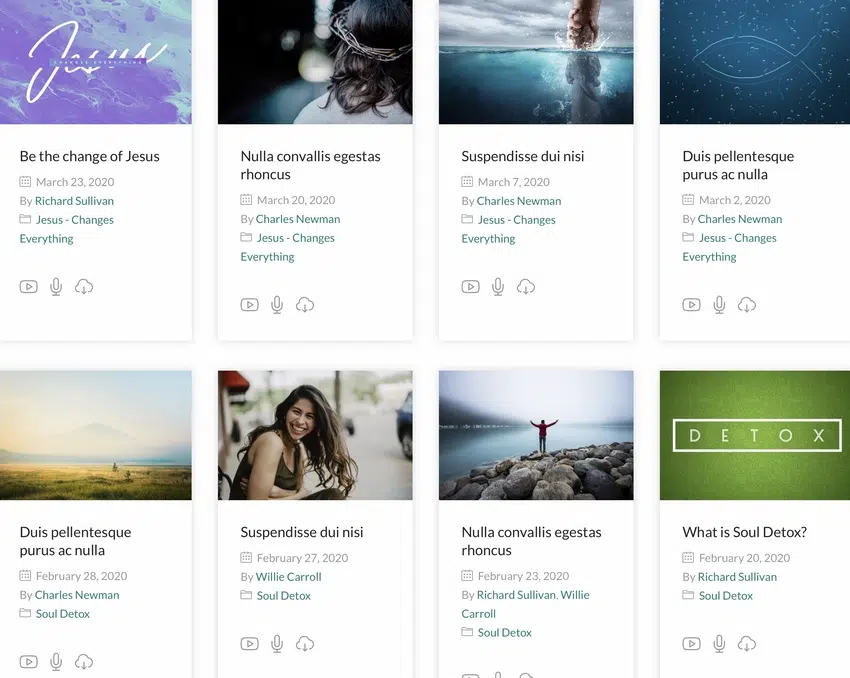 Jesus
CHANGES EVERYTHING
Be the change of Jesus
March 23, 2020
By Richard Sullivan
Jesus - Changes
Everything
Nulla convallis egestas
rhoncus
March 20, 2020
By Charles Newman
Jesus - Changes
Everything
Suspendisse dui nisi
March 7, 2020
By Charles Newman
Jesus - Changes
Everything
Duis pellentesque
purus ac nulla
March 2, 2020
By Charles Newman
Jesus - Changes
Everything
Duis pellentesque
purus ac nulla
February 28, 2020
By Charles Newman
Soul Detox
Suspendisse dui nisi
February 27, 2020
By Willie Carroll
Soul Detox
Nulla convallis egestas
rhoncus
February 23, 2020
By Richard Sullivan, Willie
Carroll
Soul Detox
DETOX
What is Soul Detox?
February 20, 2020
By Richard Sullivan
Soul Detox